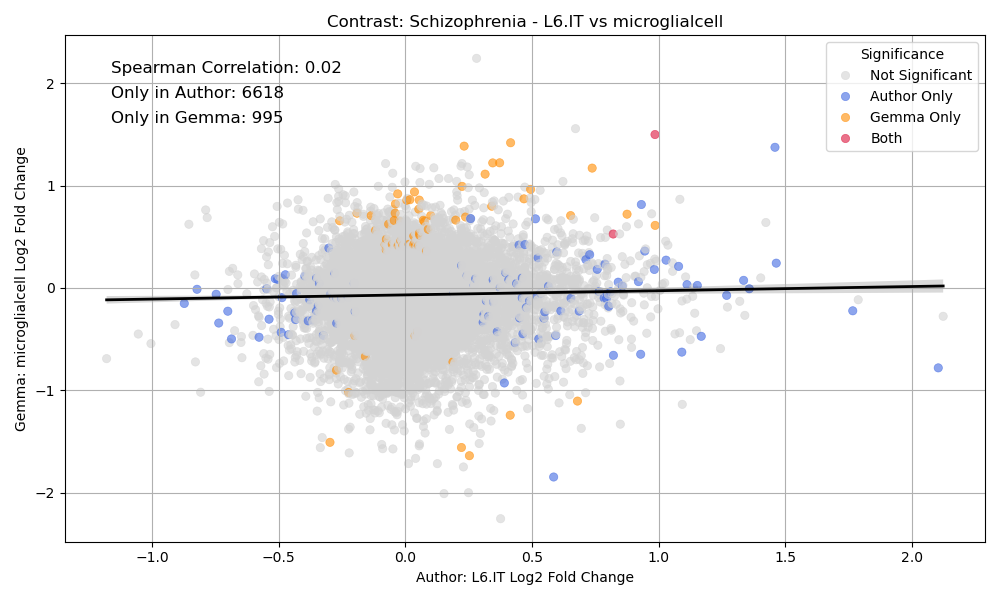 Contrast: Schizophrenia - L6.IT vs microglialcell
Spearman Correlation: 0.02
Only in Author: 6618
Only in Gemma: 995
Significance
Not Significant
Author Only
Gemma Only
Both
Gemma: microglialcell Log2 Fold Change
2
1
0
−1
−2
−1.0 −0.5 0.0 0.5 1.0 1.5 2.0
Author: L6.IT Log2 Fold Change